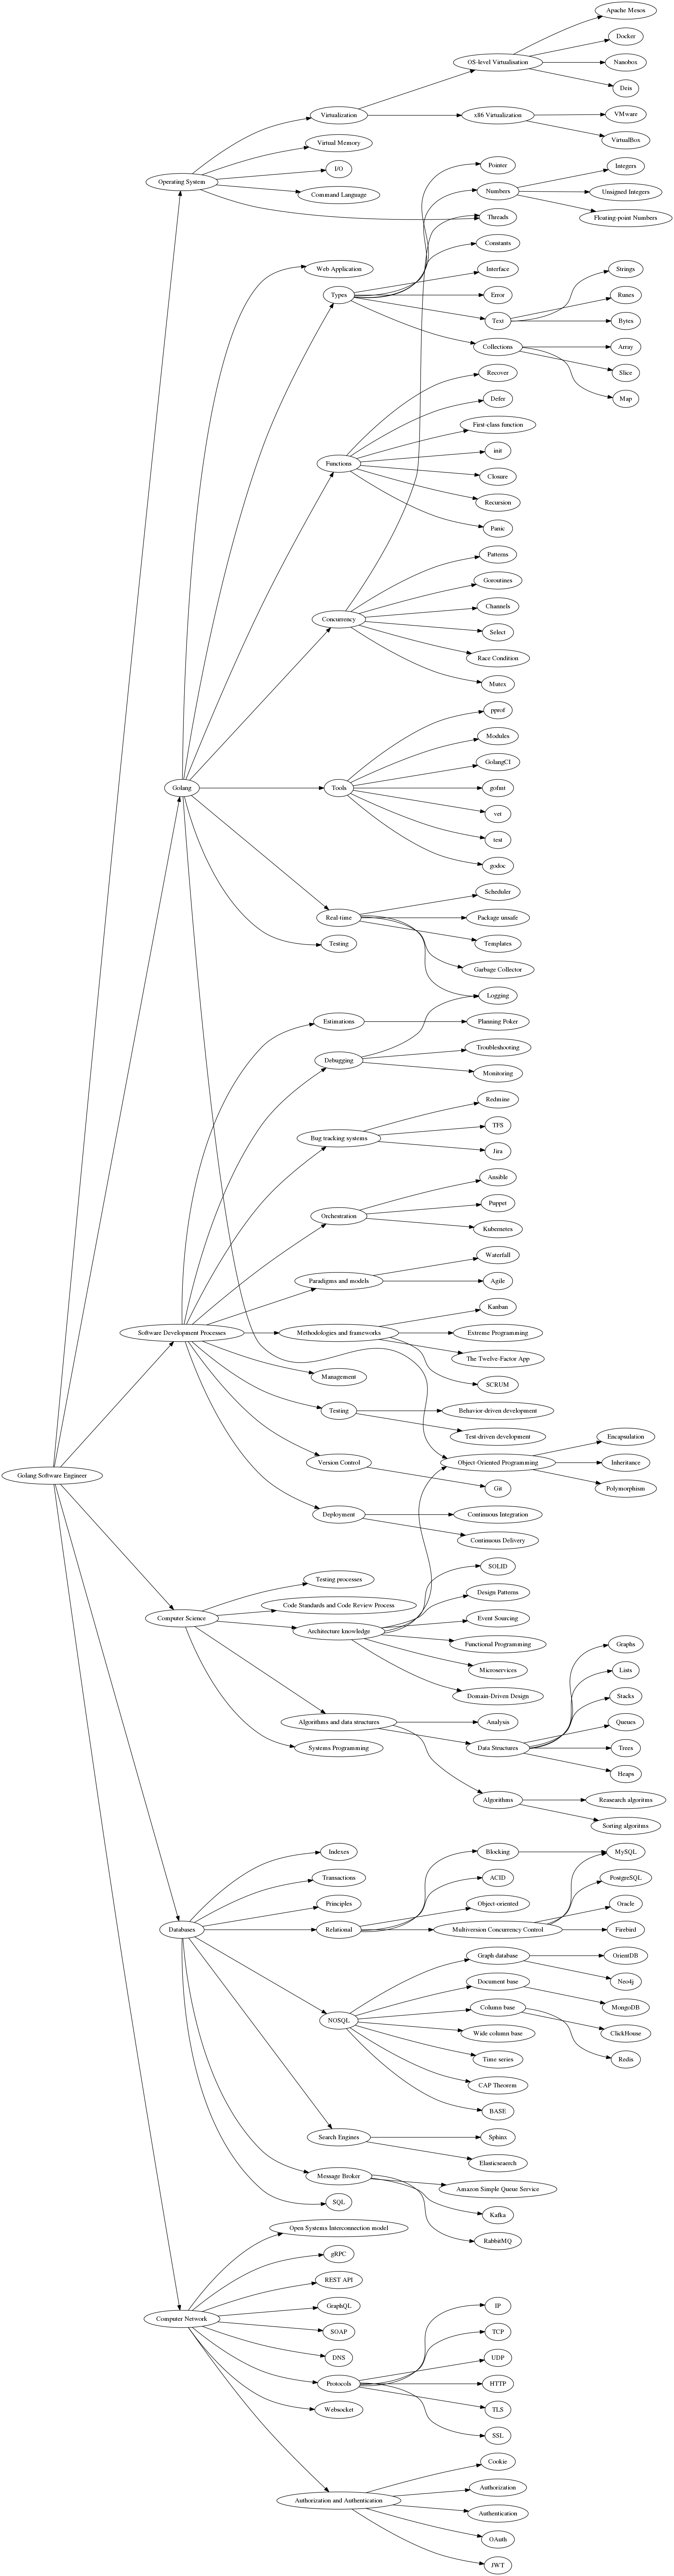 Apache Mesos
Docker
OS-level Virtualisation
Nanobox
Deis
Virtualization
x86 Virtualization
VMware
VirtualBox
Virtual Memory
Operating System
I/O
Command Language
Pointer
Numbers
Integers
Unsigned Integers
Floating-point Numbers
Threads
Constants
Web Application
Interface
Types
Error
Text
Strings
Runes
Bytes
Collections
Array
Slice
Map
Recover
Defer
First-class function
Functions
init
Closure
Recursion
Panic
Patterns
Goroutines
Channels
Concurrency
Select
Race Condition
Mutex
pprof
Modules
GolangCI
Golang
Tools
gofmt
vet
test
godoc
Scheduler
Real-time
Package unsafe
Testing
Templates
Garbage Collector
Logging
Estimations
Planning Poker
Debugging
Troubleshooting
Monitoring
Redmine
Bug tracking systems
TFS
Jira
Ansible
Orchestration
Puppet
Kubernetes
Waterfall
Paradigms and models
Agile
Kanban
Software Development Processes
Methodologies and frameworks
Extreme Programming
The Twelve-Factor App
Management
SCRUM
Testing
Behavior-driven development
Test-driven development
Encapsulation
Version Control
Object-Oriented Programming
Inheritance
Golang Software Engineer
Git
Polymorphism
Deployment
Continuous Integration
Continuous Delivery
SOLID
Testing processes
Design Patterns
Code Standards and Code Review Process
Computer Science
Event Sourcing
Architecture knowledge
Functional Programming
Graphs
Microservices
Lists
Domain-Driven Design
Stacks
Algorithms and data structures
Analysis
Queues
Systems Programming
Data Structures
Trees
Heaps
Algorithms
Reasearch algoritms
Sorting algoritms
Indexes
Blocking
MySQL
Transactions
ACID
PostgreSQL
Principles
Object-oriented
Oracle
Databases
Relational
Multiversion Concurrency Control
Firebird
Graph database
OrientDB
Document base
Neo4j
NOSQL
Column base
MongoDB
Wide column base
ClickHouse
Time series
Redis
CAP Theorem
BASE
Search Engines
Sphinx
Elasticsearch
Message Broker
Amazon Simple Queue Service
SQL
Kafka
RabbitMQ
Open Systems Interconnection model
gRPC
REST API
GraphQL
IP
Computer Network
SOAP
TCP
DNS
UDP
Protocols
HTTP
Websocket
TLS
SSL
Cookie
Authorization
Authorization and Authentication
Authentication
OAuth
JWT